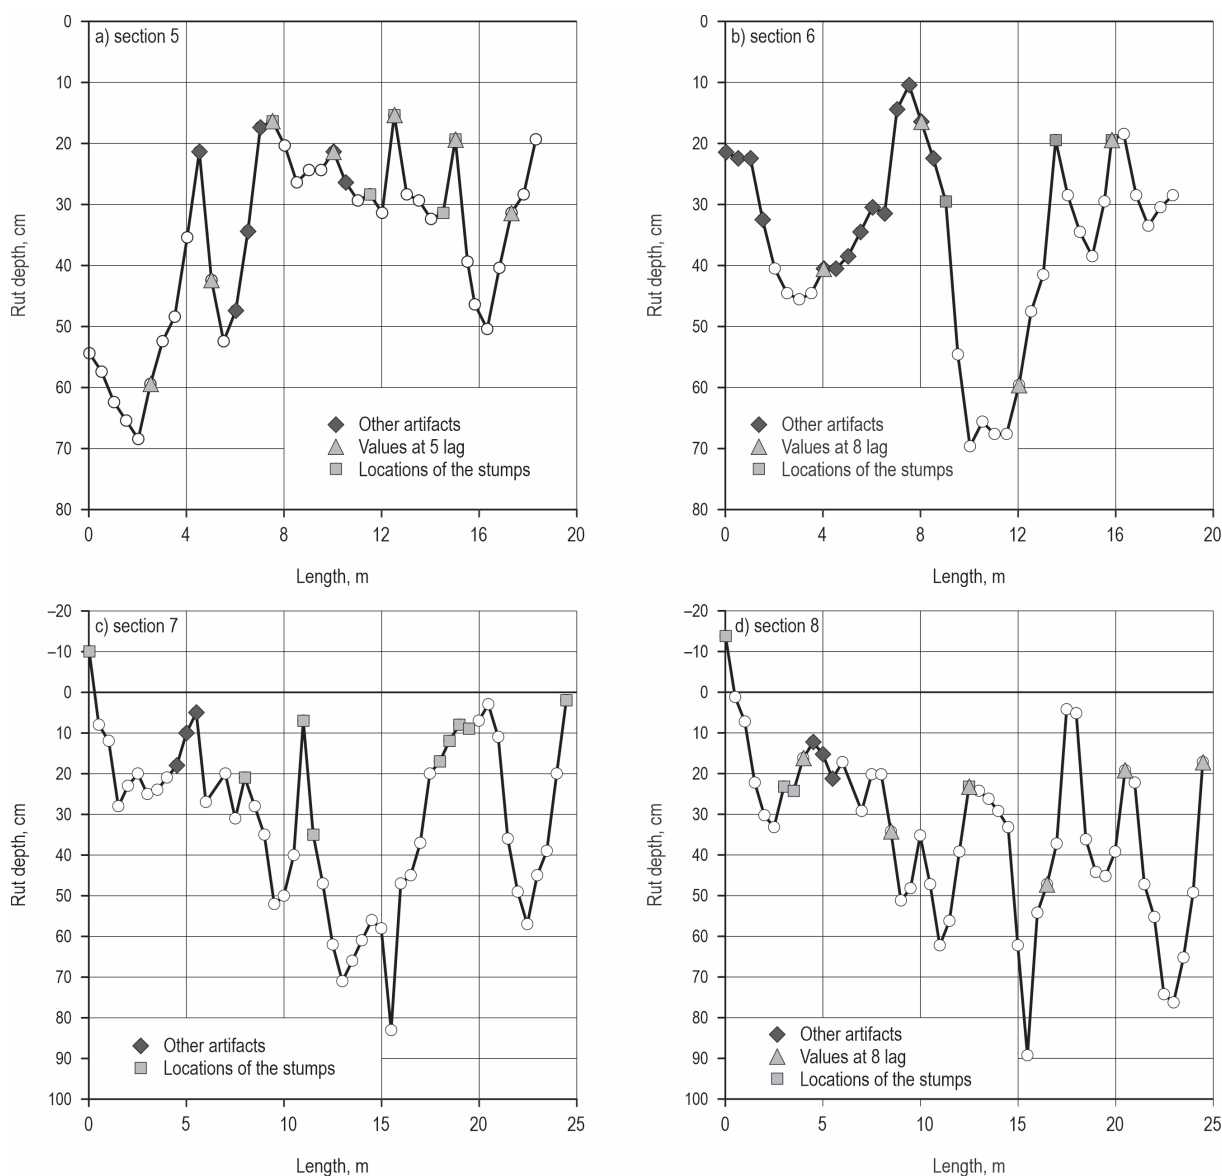 a) section 5
0
10
20
30
40
50
60
70
80
Rut depth, cm
Other artifacts
Values at 5 lag
Locations of the stumps
0 4 8 12 16 20
Length, m
b) section 6
0
10
20
30
40
50
60
70
80
Rut depth, cm
Other artifacts
Values at 8 lag
Locations of the stumps
0 4 8 12 16 20
Length, m
c) section 7
–20
–10
0
10
20
30
40
50
60
70
80
90
100
Rut depth, cm
Other artifacts
Locations of the stumps
0 5 10 15 20 25
Length, m
d) section 8
–20
–10
0
10
20
30
40
50
60
70
80
90
100
Rut depth, cm
Other artifacts
Values at 8 lag
Locations of the stumps
0 5 10 15 20 25
Length, m